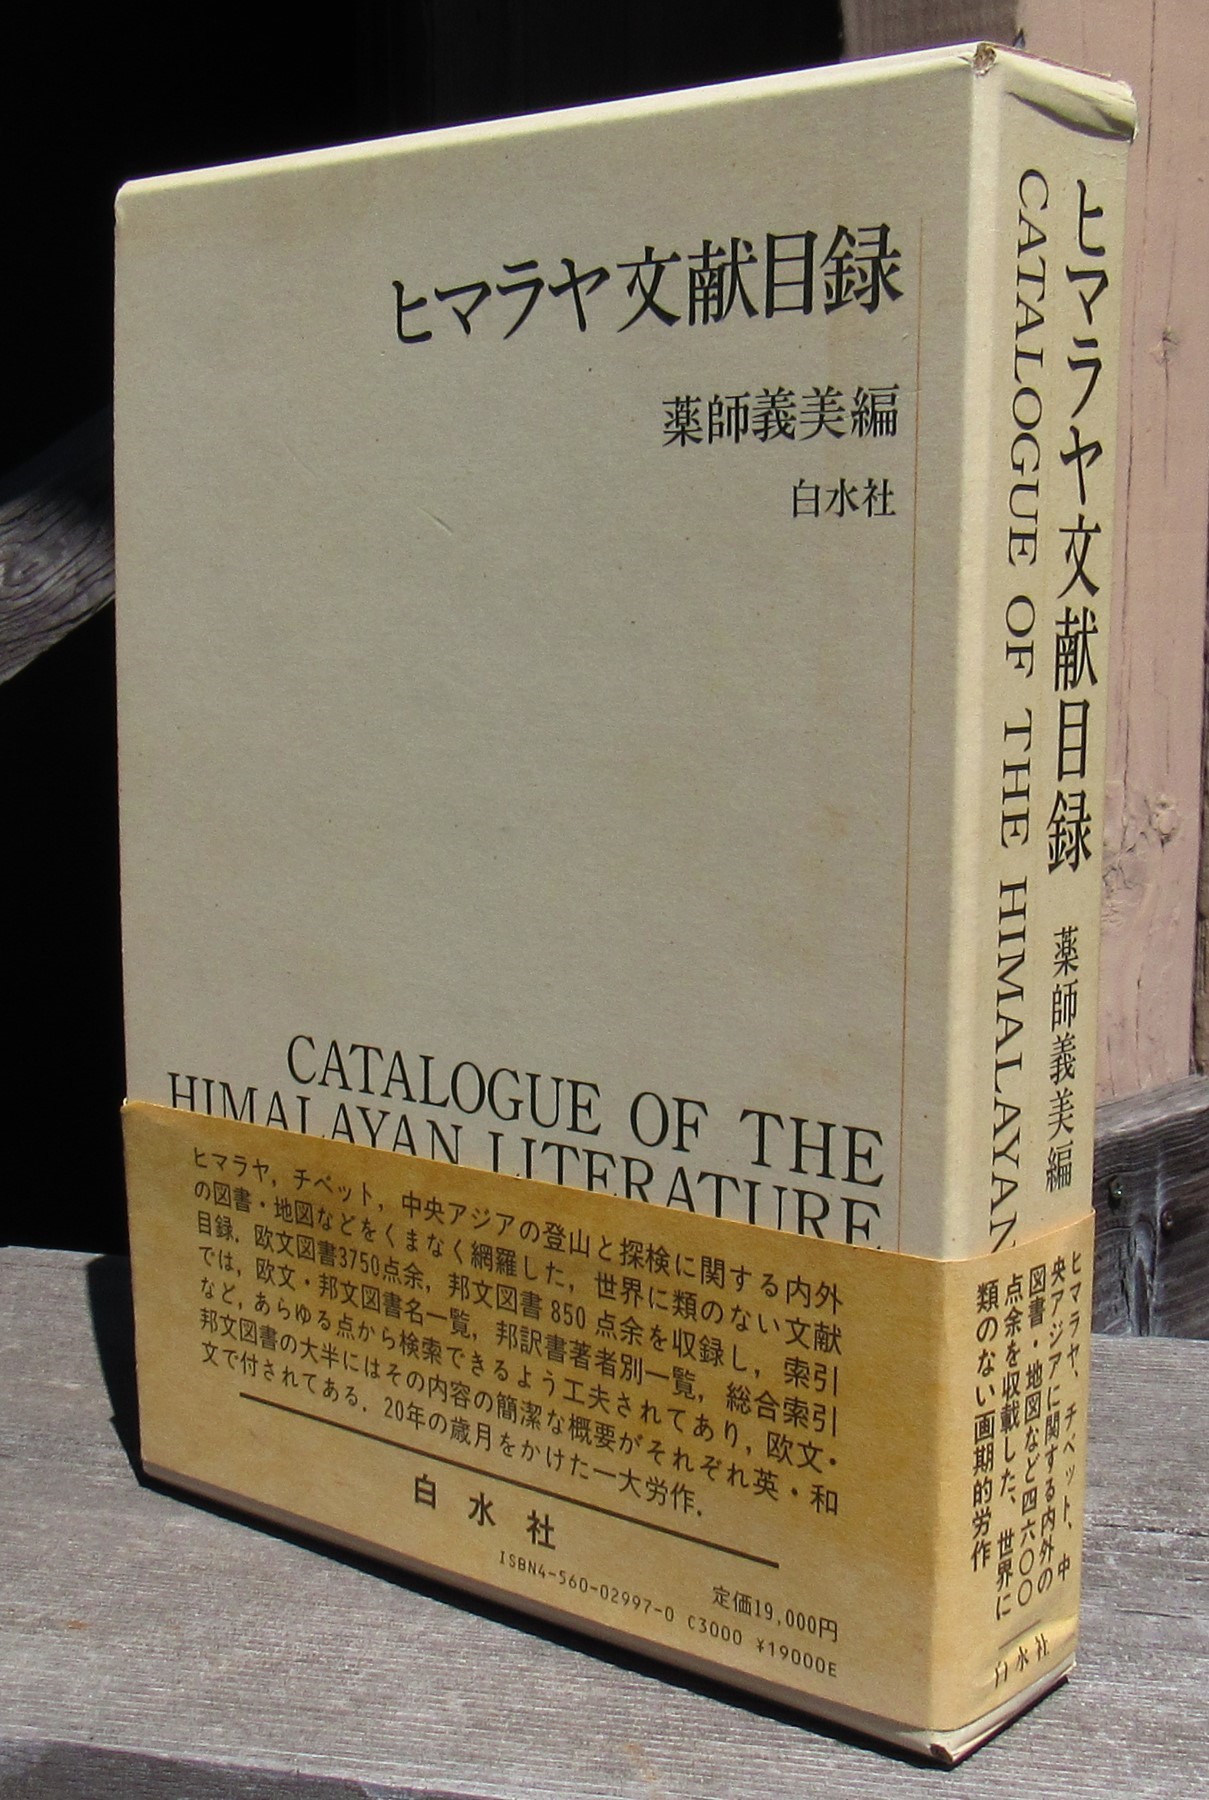 ヒマラヤ文献目録
薬師義美編
白水社
CATALOGUE OF THE
HIMALAYAN LITERATURE
ヒマラヤ，チベット，中央アジアの登山と探検に関する内外
の図書・地図などをくまなく網羅した，世界に類のない文献
目録．欧文図書3750点余，邦文図書850点余を収録し，索引
では，欧文・邦文図書名一覧，邦訳書著者別一覧，総合索引
など，あらゆる点から検索できるよう工夫されてあり，欧文・
邦文図書の大半にはその内容の簡潔な概要がそれぞれ英・和
文で付されてある．20年の歳月をかけた一大労作．
白水社
定価19,000円
ISBN4-560-02997-0 C3000 ¥19000E
ヒマラヤ文献目録 薬師義美編
CATALOGUE OF THE HIMALAYAN
ヒマラヤ、チベット、中
央アジアに関する内外の
図書・地図など四六〇〇
点余を収載した、世界に
類のない画期的労作
白水社